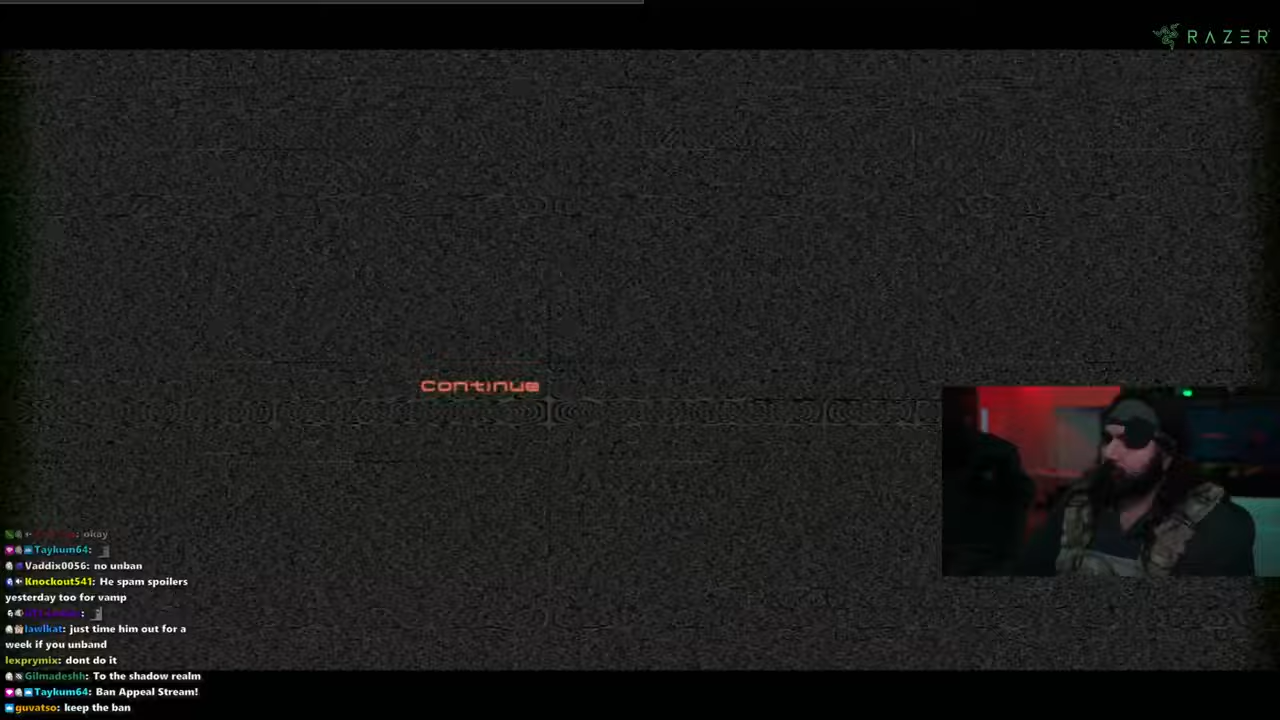 RAZER
Continue
: okay
Taykum64:
Vaddix0056: no unban
Knockout541: He spam spoilers
yesterday too for vamp
:
lawlkat: just time him out for a
week if you unband
lexprymix: dont do it
Gilmadeshh: To the shadow realm
Taykum64: Ban Appeal Stream!
guvatso: keep the ban